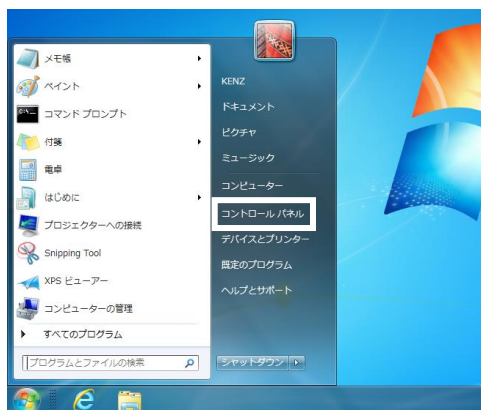 メモ帳
ペイント
コマンド プロンプト
付箋
電卓
はじめに
プロジェクターへの接続
Snipping Tool
XPS ビューアー
コンピューターの管理
すべてのプログラム
プログラムとファイルの検索
KENZ
ドキュメント
ピクチャ
ミュージック
コンピューター
コントロール パネル
デバイスとプリンター
既定のプログラム
ヘルプとサポート
シャットダウン